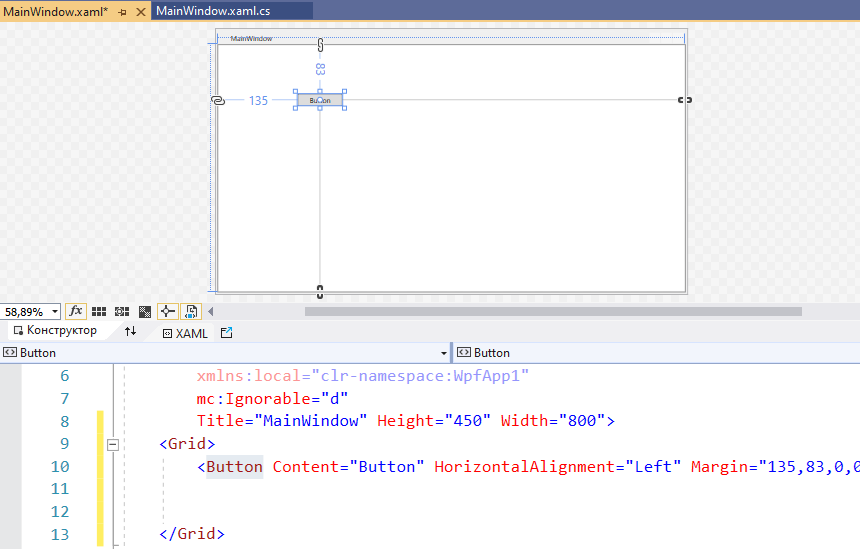 MainWindow.xaml* MainWindow.xaml.cs
MainWindow
83
135
Button
58,89% fx
Конструктор XAML
Button Button
6 xmlns:local="clr-namespace:WpfApp1"
7 mc:Ignorable="d"
8 Title="MainWindow" Height="450" Width="800">
9 <Grid>
10 <Button Content="Button" HorizontalAlignment="Left" Margin="135,83,0,0
11
12
13 </Grid>